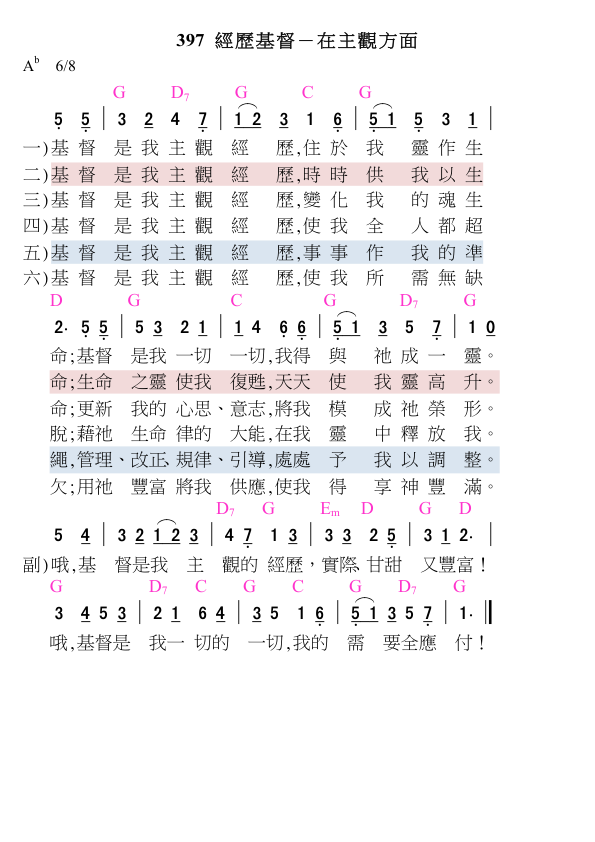 397 經歷基督－在主觀方面
A♭ 6/8
G D7 G C G
5 5 | 3 2 4 7 | 1 2 3 1 6 | 5 1 5 3 1 |
一)基 督 是 我 主 觀 經 歷,住 於 我 靈 作 生
二)基 督 是 我 主 觀 經 歷,時 時 供 我 以 生
三)基 督 是 我 主 觀 經 歷,變 化 我 的 魂 生
四)基 督 是 我 主 觀 經 歷,使 我 全 人 都 超
五)基 督 是 我 主 觀 經 歷,事 事 作 我 的 準
六)基 督 是 我 主 觀 經 歷,使 我 所 需 無 缺
D G C G D7 G
2. 5 5 | 5 3 2 1 | 1 4 6 6 | 5 1 3 5 7 | 1 0
命;基督 是我 一切 一切,我得 與 祂 成 一 靈。
命;生命 之靈 使我 復甦,天天 使 我 靈 高 升。
命;更新 我的 心思、意志,將我 模 成 祂 榮 形。
脫;藉祂 生命 律的 大能,在我 靈 中 釋 放 我。
繩,管理、改正、規律、引導,處處 予 我 以 調 整。
欠;用祂 豐富 將我 供應,使我 得 享 神 豐 滿。
D7 G Em D G D
5 4 | 3 2 1 2 3 | 4 7 1 3 | 3 3 2 5 | 3 1 2. |
副)哦,基 督是我 主 觀的 經歷，實際、甘甜 又豐富！
G D7 C G C G D7 G
3 4 5 3 | 2 1 6 4 | 3 5 1 6 | 5 1 3 5 7 | 1. ||
哦,基督是 我一 切的 一切,我的 需 要全應 付！